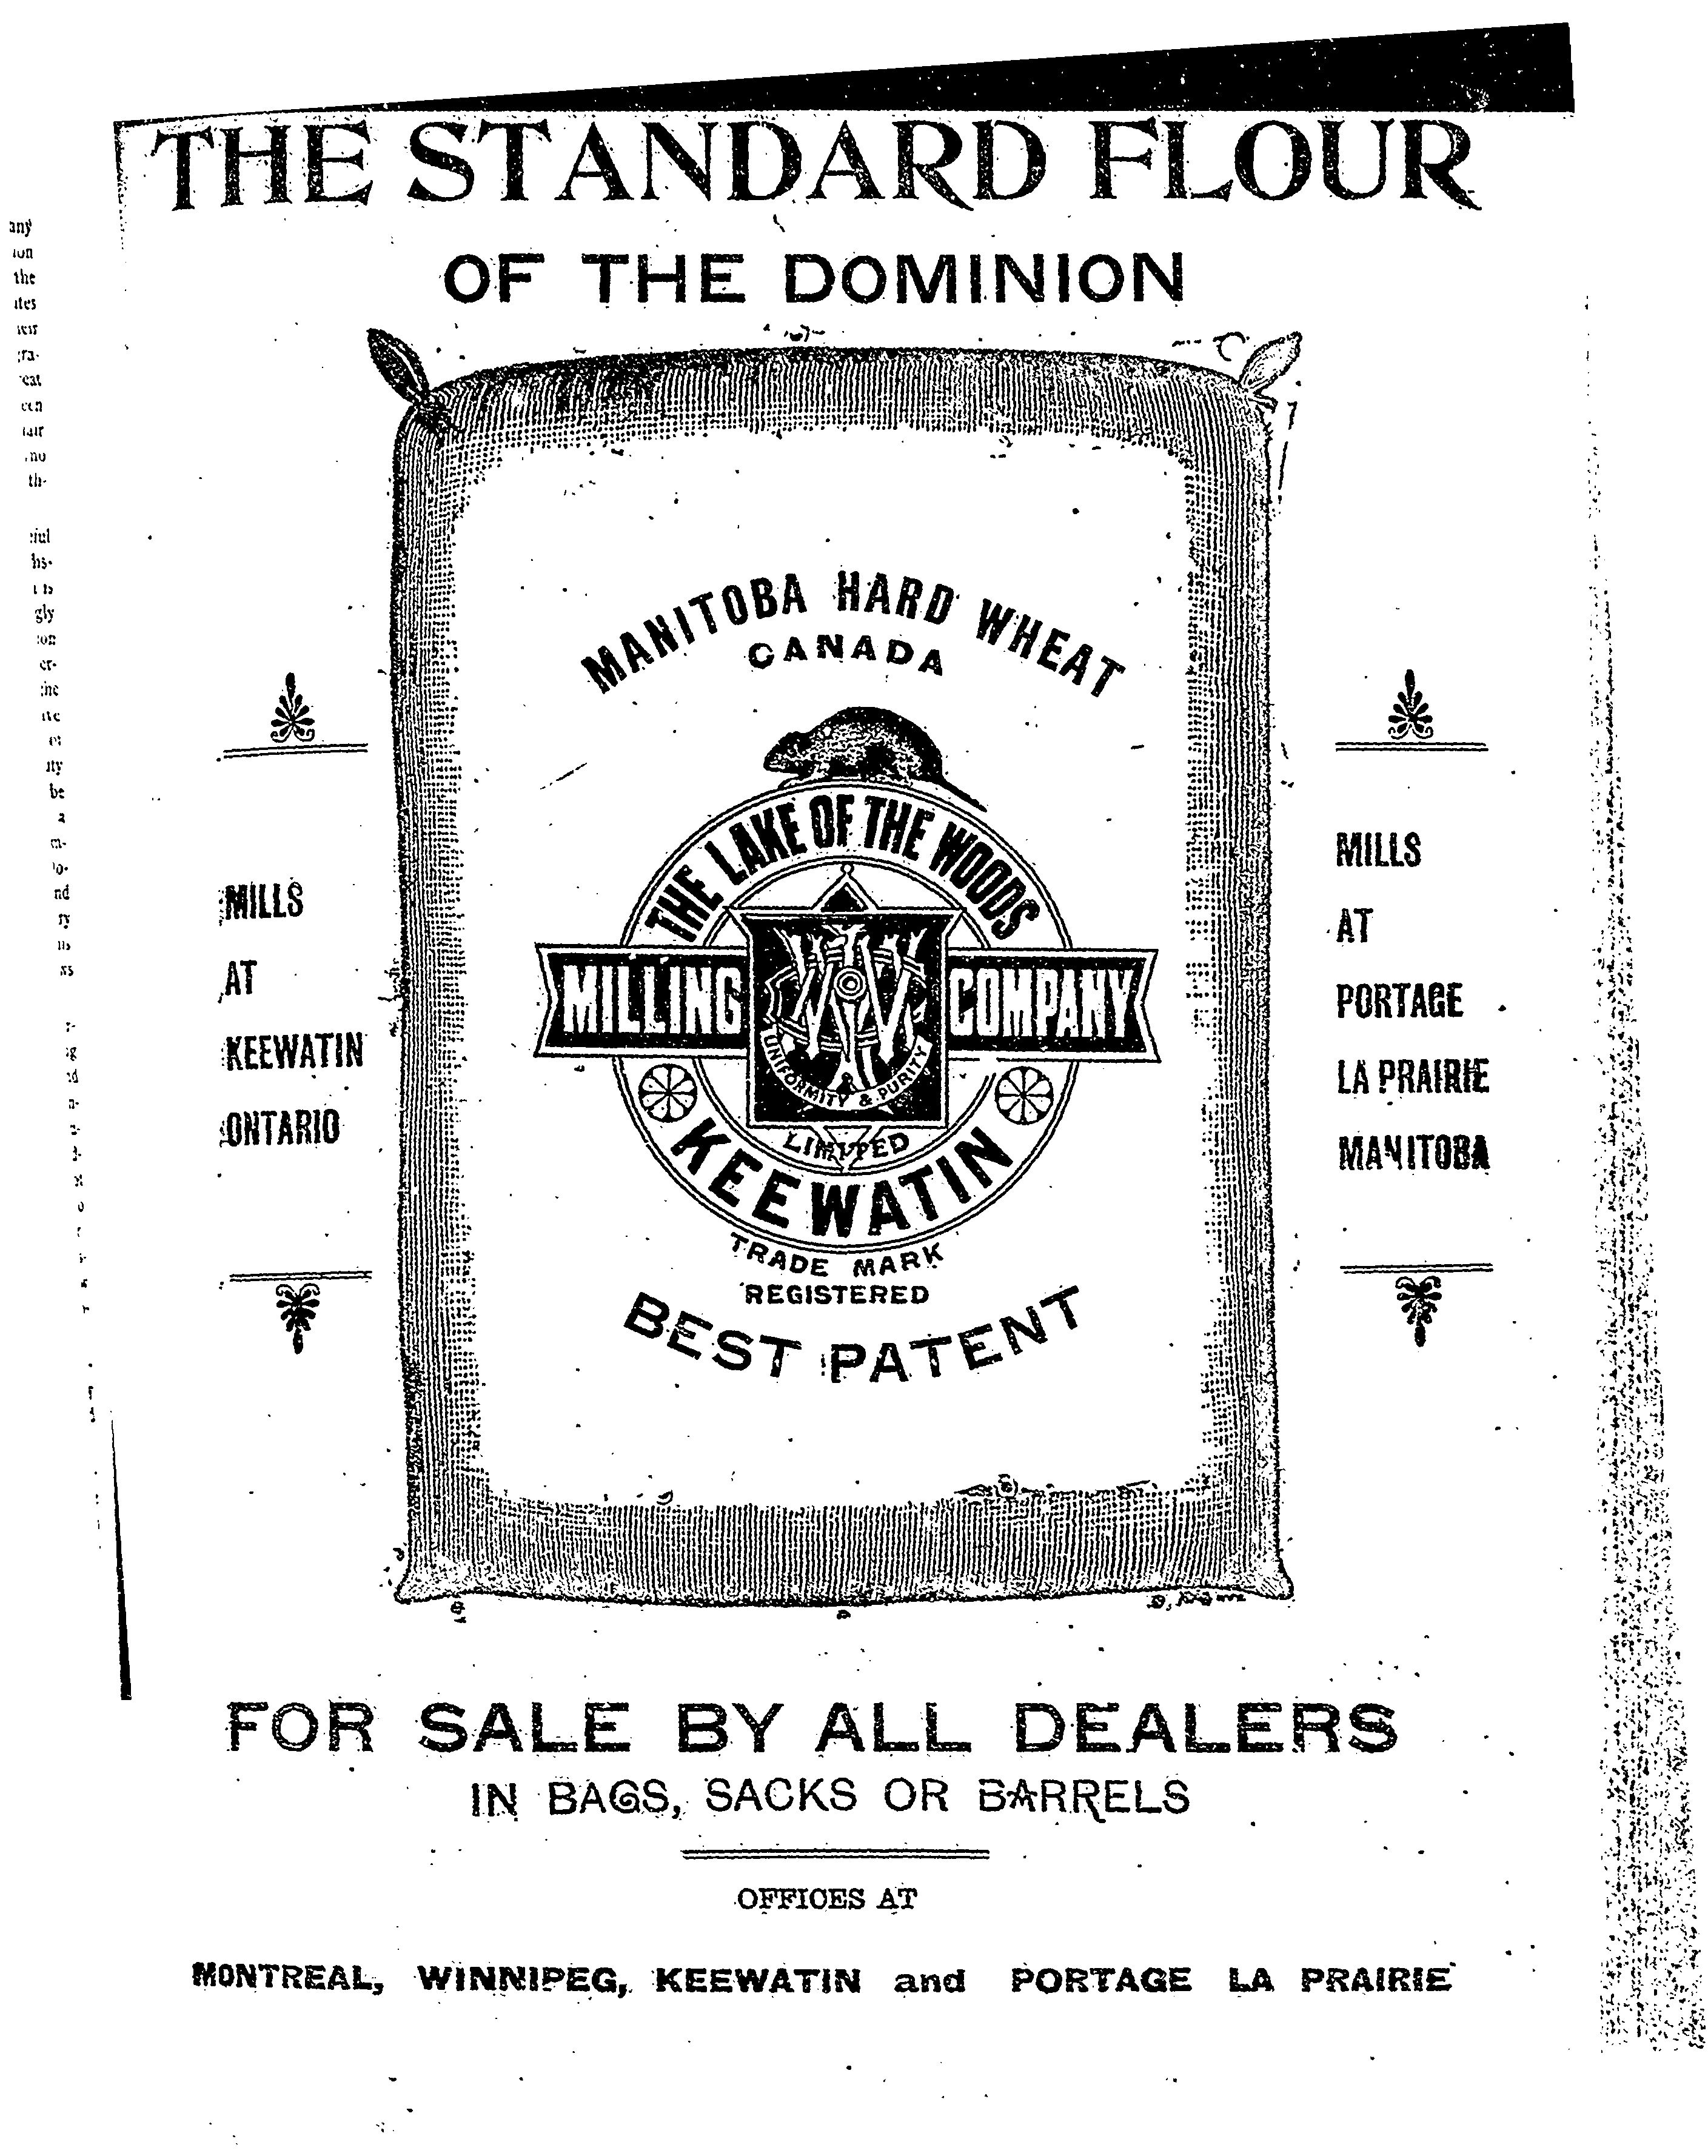 THE STANDARD FLOUR
OF THE DOMINION
MANITOBA HARD WHEAT
CANADA
THE LAKE OF THE WOODS
MILLING COMPANY
UNIFORMITY & PURITY
LIMITED
KEEWATIN
TRADE MARK
REGISTERED
BEST PATENT
MILLS
AT
KEEWATIN
ONTARIO
MILLS
AT
PORTAGE
LA PRAIRIE
MANITOBA
FOR SALE BY ALL DEALERS
IN BAGS, SACKS OR BARRELS
OFFICES AT
MONTREAL, WINNIPEG, KEEWATIN and PORTAGE LA PRAIRIE